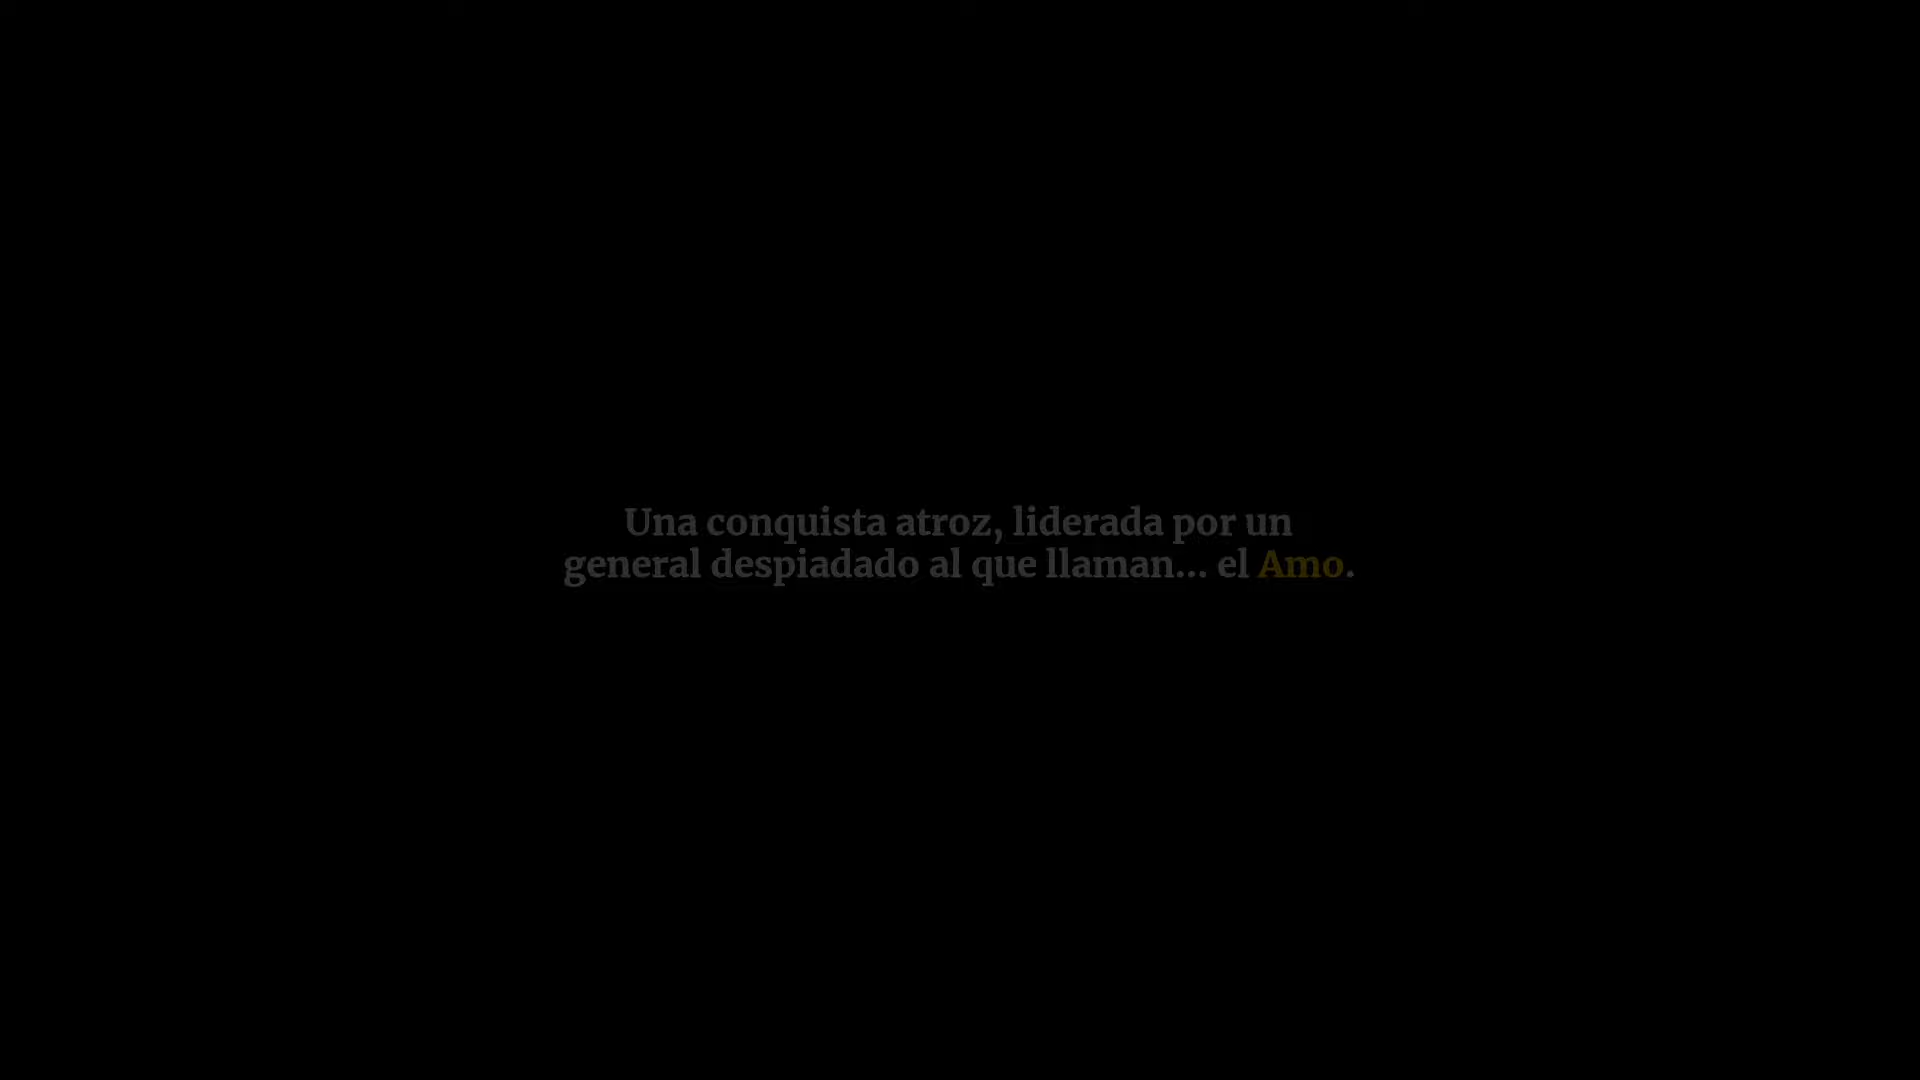 Una conquista atroz, liderada por un
general despiadado al que llaman... el Amo.